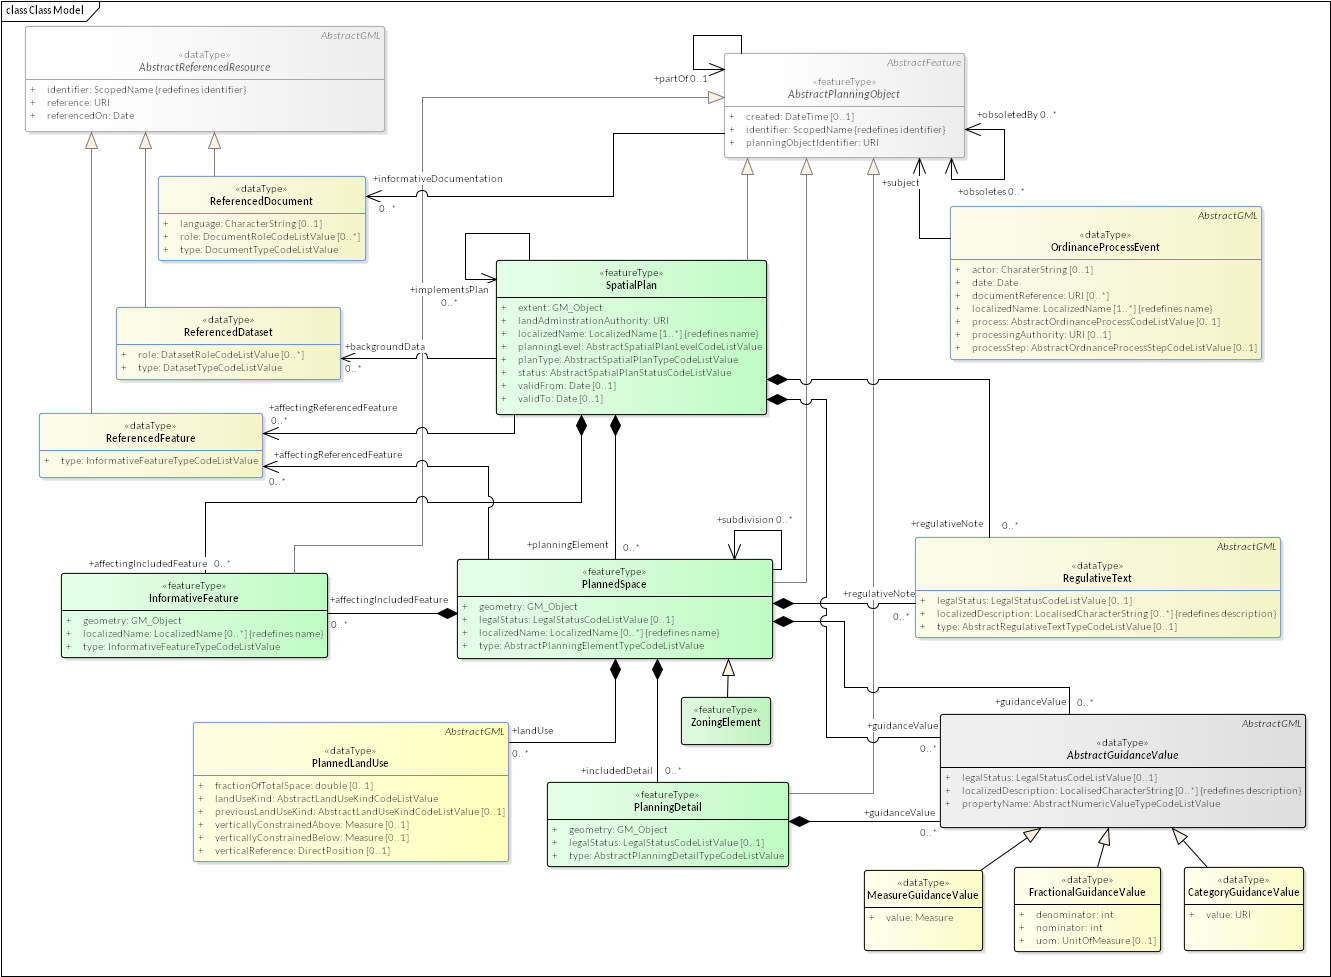 class Class Model
AbstractGML
«dataType»
AbstractReferencedResource
+ identifier: ScopedName {redefines identifier}
+ reference: URI
+ referencedOn: Date
AbstractFeature
«featureType»
AbstractPlanningObject
+ created: DateTime [0..1]
+ identifier: ScopedName {redefines identifier}
+ planningObjectIdentifier: URI
+partOf 0..1
+obsoletedBy 0..*
+obsoletes 0..*
+subject
+informativeDocumentation
0..*
«dataType»
ReferencedDocument
+ language: CharacterString [0..1]
+ role: DocumentRoleCodeListValue [0..*]
+ type: DocumentTypeCodeListValue
AbstractGML
«dataType»
OrdinanceProcessEvent
+ actor: CharaterString [0..1]
+ date: Date
+ documentReference: URI [0..*]
+ localizedName: LocalizedName [1..*] {redefines name}
+ process: AbstractOrdinanceProcessCodeListValue [0..1]
+ processingAuthority: URI [0..1]
+ processStep: AbstractOrdnanceProcessStepCodeListValue [0..1]
+implementsPlan
0..*
«featureType»
SpatialPlan
+ extent: GM_Object
+ landAdminstrationAuthority: URI
+ localizedName: LocalizedName [1..*] {redefines name}
+ planningLevel: AbstractSpatialPlanLevelCodeListValue
+ planType: AbstractSpatialPlanTypeCodeListValue
+ status: AbstractSpatialPlanStatusCodeListValue
+ validFrom: Date [0..1]
+ validTo: Date [0..1]
«dataType»
ReferencedDataset
+ role: DatasetRoleCodeListValue [0..*]
+ type: DatasetTypeCodeListValue
+backgroundData
0..*
«dataType»
ReferencedFeature
+ type: InformativeFeatureTypeCodeListValue
+affectingReferencedFeature
0..*
+affectingReferencedFeature
0..*
+affectingIncludedFeature 0..*
+planningElement 0..*
+subdivision 0..*
+regulativeNote 0..*
«featureType»
InformativeFeature
+ geometry: GM_Object
+ localizedName: LocalizedName [0..*] {redefines name}
+ type: InformativeFeatureTypeCodeListValue
+affectingIncludedFeature
0..*
«featureType»
PlannedSpace
+ geometry: GM_Object
+ legalStatus: LegalStatusCodeListValue [0..1]
+ localizedName: LocalizedName [0..*] {redefines name}
+ type: AbstractPlanningElementTypeCodeListValue
+regulativeNote
0..*
AbstractGML
«dataType»
RegulativeText
+ legalStatus: LegalStatusCodeListValue [0..1]
+ localizedDescription: LocalisedCharacterString [0..*] {redefines description}
+ type: AbstractRegulativeTextTypeCodeListValue [0..1]
«featureType»
ZoningElement
+guidanceValue 0..*
+guidanceValue
0..*
AbstractGML
«dataType»
PlannedLandUse
+ fractionOfTotalSpace: double [0..1]
+ landUseKind: AbstractLandUseKindCodeListValue
+ previousLandUseKind: AbstractLandUseKindCodeListValue [0..1]
+ verticallyConstrainedAbove: Measure [0..1]
+ verticallyConstrainedBelow: Measure [0..1]
+ verticalReference: DirectPosition [0..1]
+landUse
0..*
+includedDetail 0..*
«featureType»
PlanningDetail
+ geometry: GM_Object
+ legalStatus: LegalStatusCodeListValue [0..1]
+ type: AbstractPlanningDetailTypeCodeListValue
+guidanceValue
0..*
AbstractGML
«dataType»
AbstractGuidanceValue
+ legalStatus: LegalStatusCodeListValue [0..1]
+ localizedDescription: LocalisedCharacterString [0..*] {redefines description}
+ propertyName: AbstractNumericValueTypeCodeListValue
«dataType»
MeasureGuidanceValue
+ value: Measure
«dataType»
FractionalGuidanceValue
+ denominator: int
+ nominator: int
+ uom: UnitOfMeasure [0..1]
«dataType»
CategoryGuidanceValue
+ value: URI